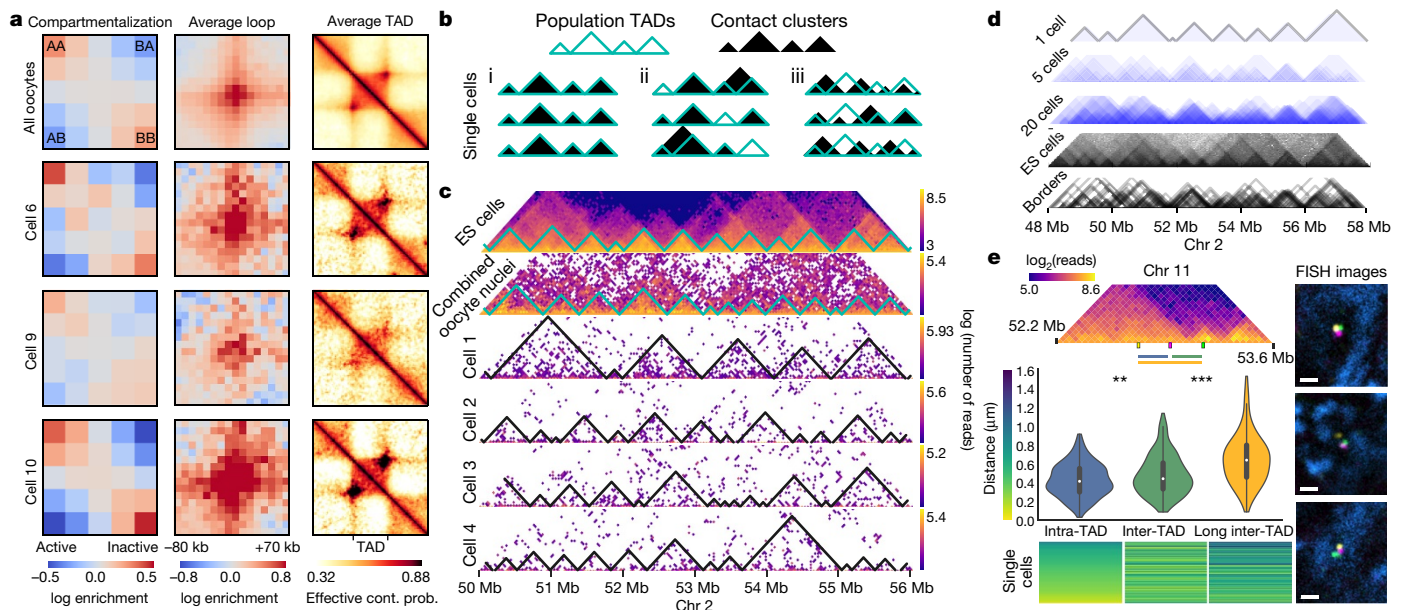 a
Compartmentalization
Average loop
Average TAD
All oocytes
AA
BA
AB
BB
Cell 6
Cell 9
Cell 10
Active
Inactive
−80 kb
+70 kb
TAD
−0.5
0.0
0.5
−0.8
0.0
0.8
0.32
0.88
log enrichment
log enrichment
Effective cont. prob.
b
Population TADs
Contact clusters
Single cells
i
ii
iii
c
ES cells
8.5
3
Combined
oocyte nuclei
5.4
Cell 1
5.93
Cell 2
5.6
Cell 3
5.2
Cell 4
5.4
log (number of reads)
50 Mb
51 Mb
52 Mb
53 Mb
54 Mb
55 Mb
56 Mb
Chr 2
d
1 cell
5 cells
20 cells
ES cells
Borders
48 Mb
50 Mb
52 Mb
54 Mb
56 Mb
58 Mb
Chr 2
e
log2(reads)
5.0
8.6
Chr 11
FISH images
52.2 Mb
53.6 Mb
Distance (µm)
1.6
1.4
1.2
1.0
0.8
0.6
0.4
0.2
0.0
**
***
Intra-TAD
Inter-TAD
Long inter-TAD
Single
cells